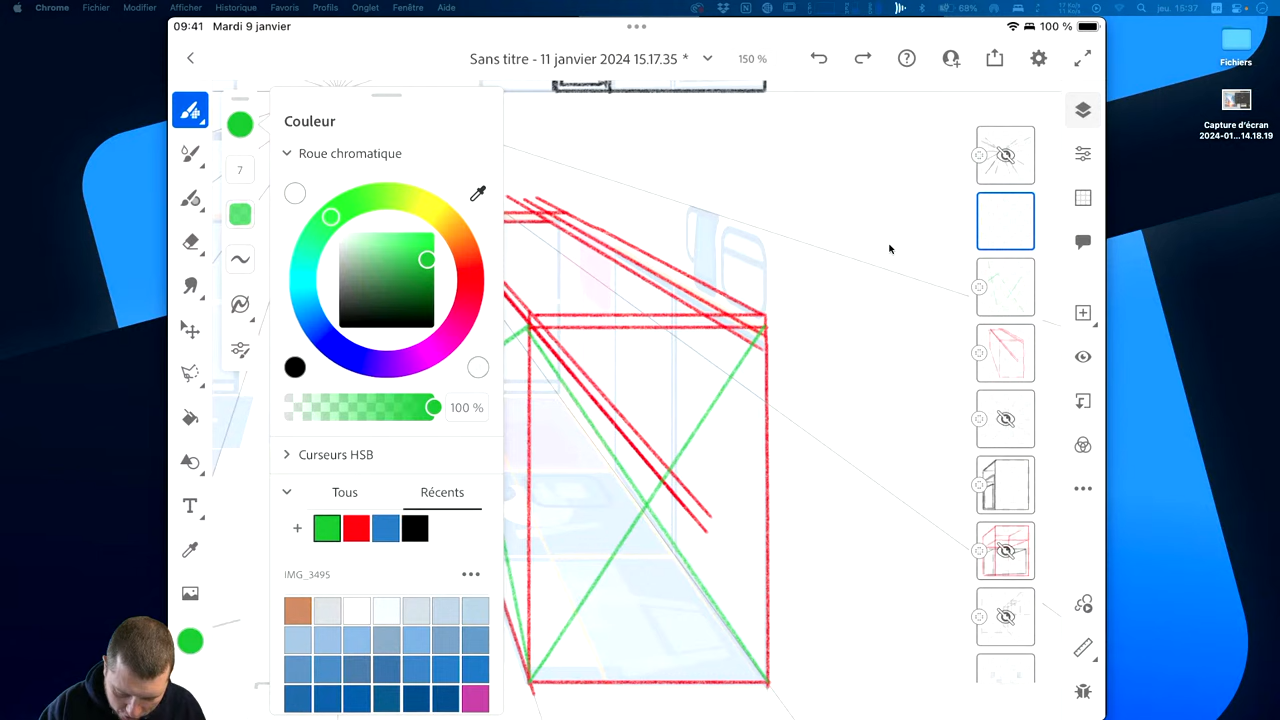 Chrome Fichier Modifier Afficher Historique Favoris Profils Onglet Fenêtre Aide
68% jeu. 15:37
09:41 Mardi 9 janvier
100 %
Sans titre - 11 janvier 2024 15.17.35 *
150 %
Fichiers
Capture d'écran
2024-01...14.18.19
Couleur
Roue chromatique
7
100 %
Curseurs HSB
Tous
Récents
IMG_3495
T